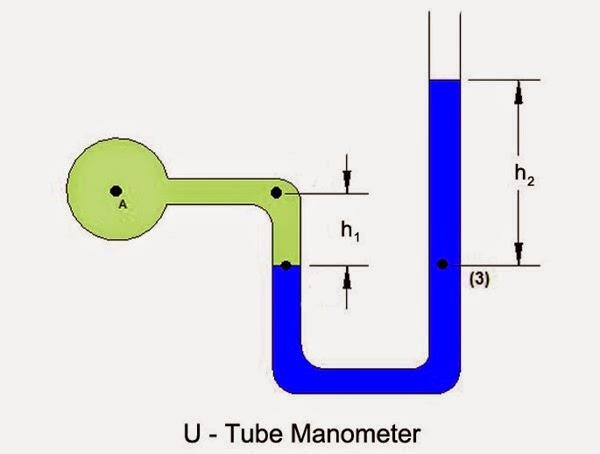 A
h₁
h₂
(3)
U - Tube Manometer